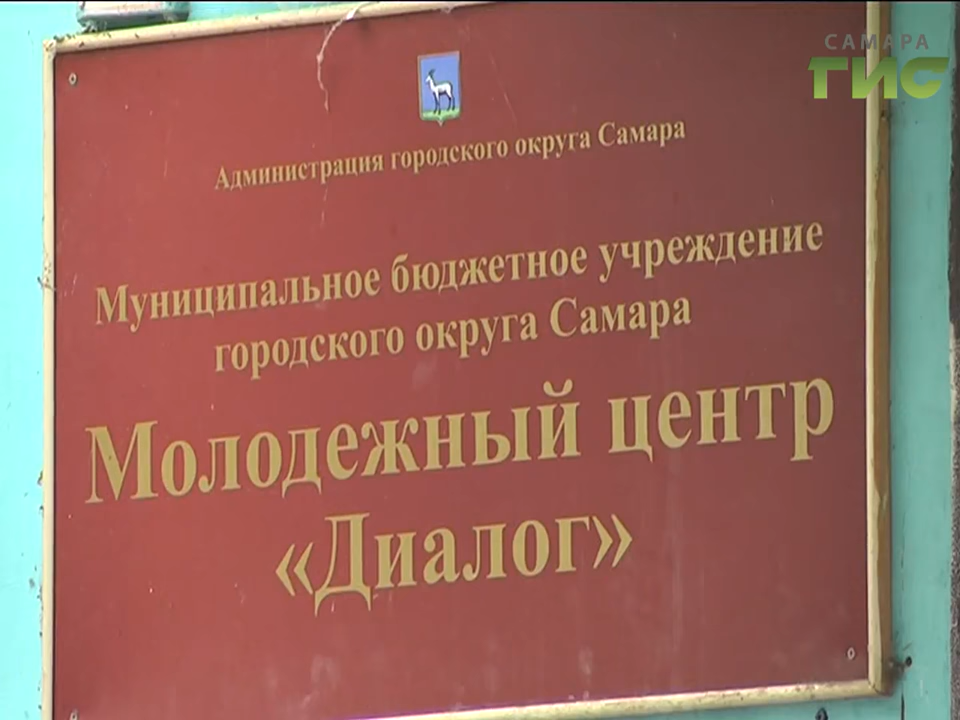 САМАРА
ГИС
Администрация городского округа Самара
Муниципальное бюджетное учреждение
городского округа Самара
Молодежный центр
«Диалог»